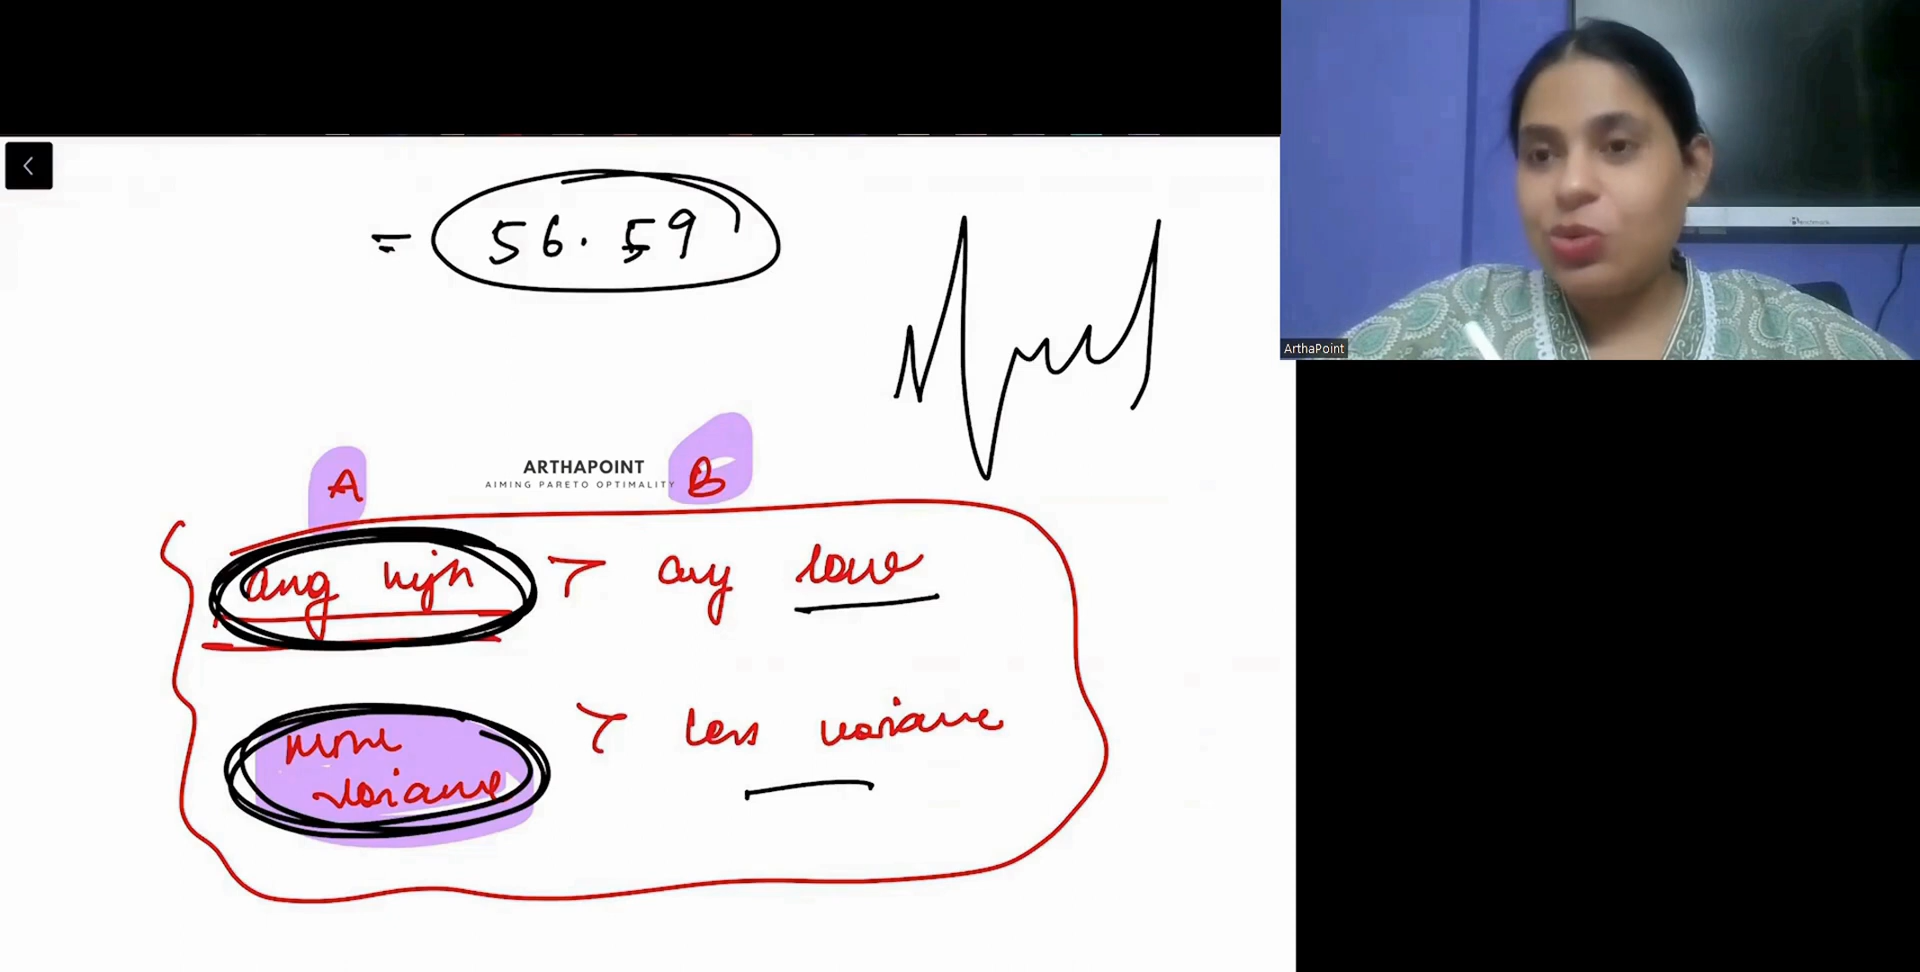 = 56.59
A
ARTHAPOINT
AIMING PARETO OPTIMALITY
B
avg high > avg low
more variance > less variance
ArthaPoint